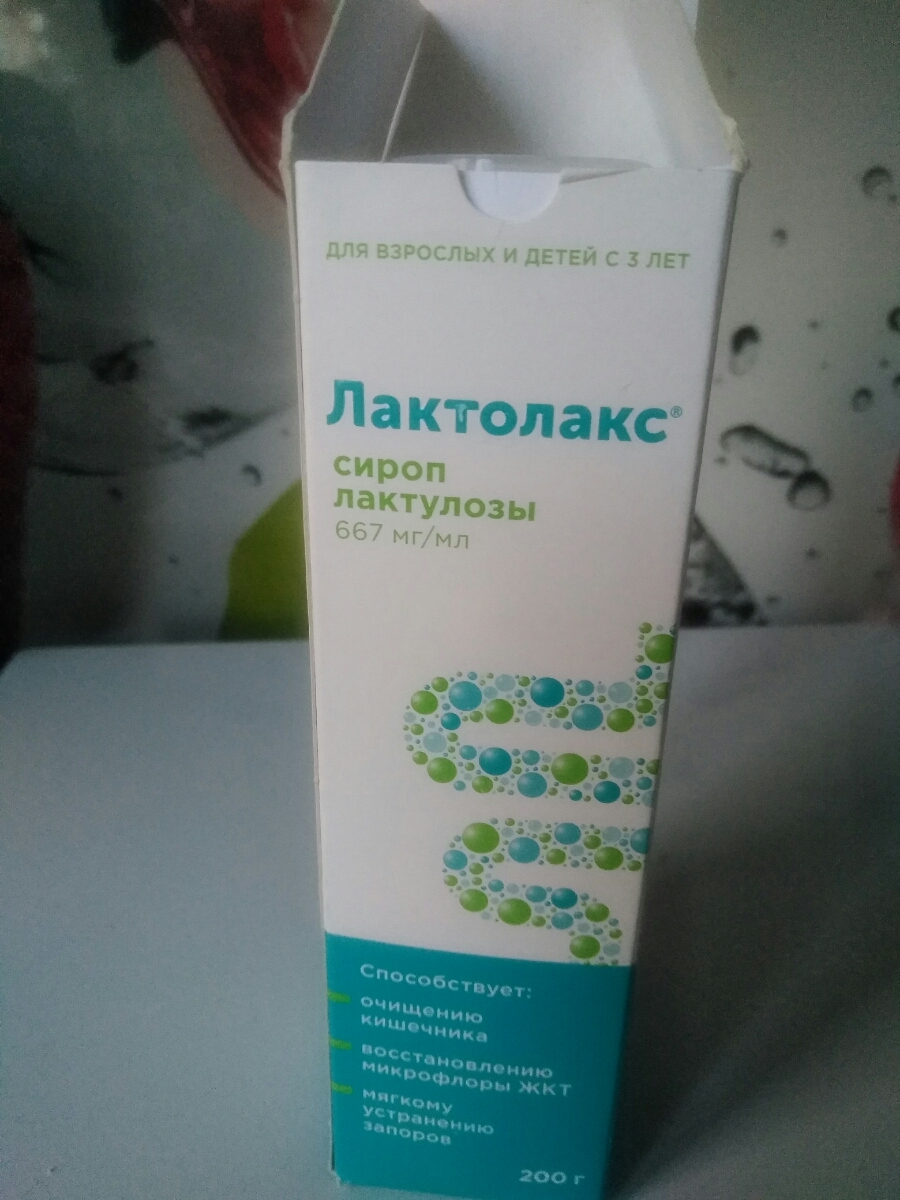 ДЛЯ ВЗРОСЛЫХ И ДЕТЕЙ С 3 ЛЕТ
Лактолакс®
сироп
лактулозы
667 мг/мл
Способствует:
очищению
кишечника
восстановлению
микрофлоры ЖКТ
мягкому
устранению
запоров
200 г